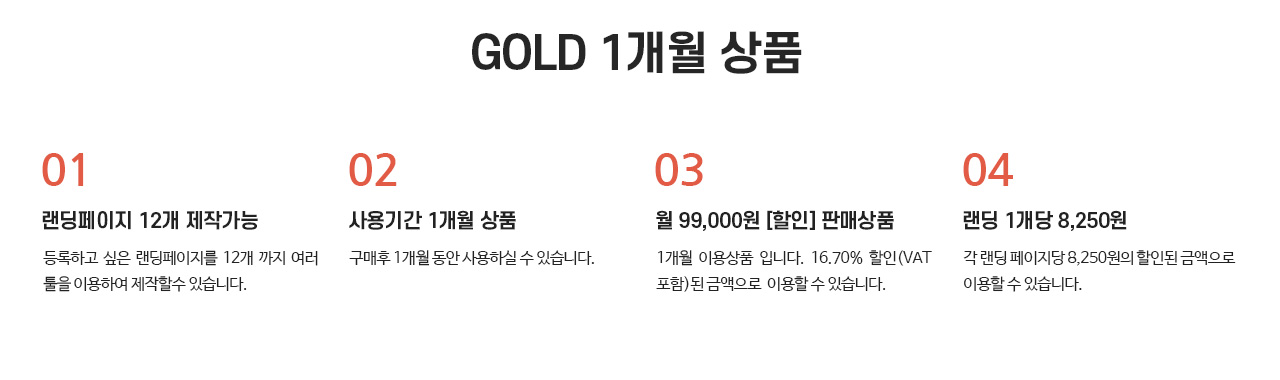 GOLD 1개월 상품
01
랜딩페이지 12개 제작가능
등록하고 싶은 랜딩페이지를 12개 까지 여러
툴을 이용하여 제작할수 있습니다.
02
사용기간 1개월 상품
구매후 1개월 동안 사용하실 수 있습니다.
03
월 99,000원 [할인] 판매상품
1개월 이용상품 입니다. 16.70% 할인(VAT
포함)된 금액으로 이용할 수 있습니다.
04
랜딩 1개당 8,250원
각 랜딩 페이지당 8,250원의 할인된 금액으로
이용할 수 있습니다.